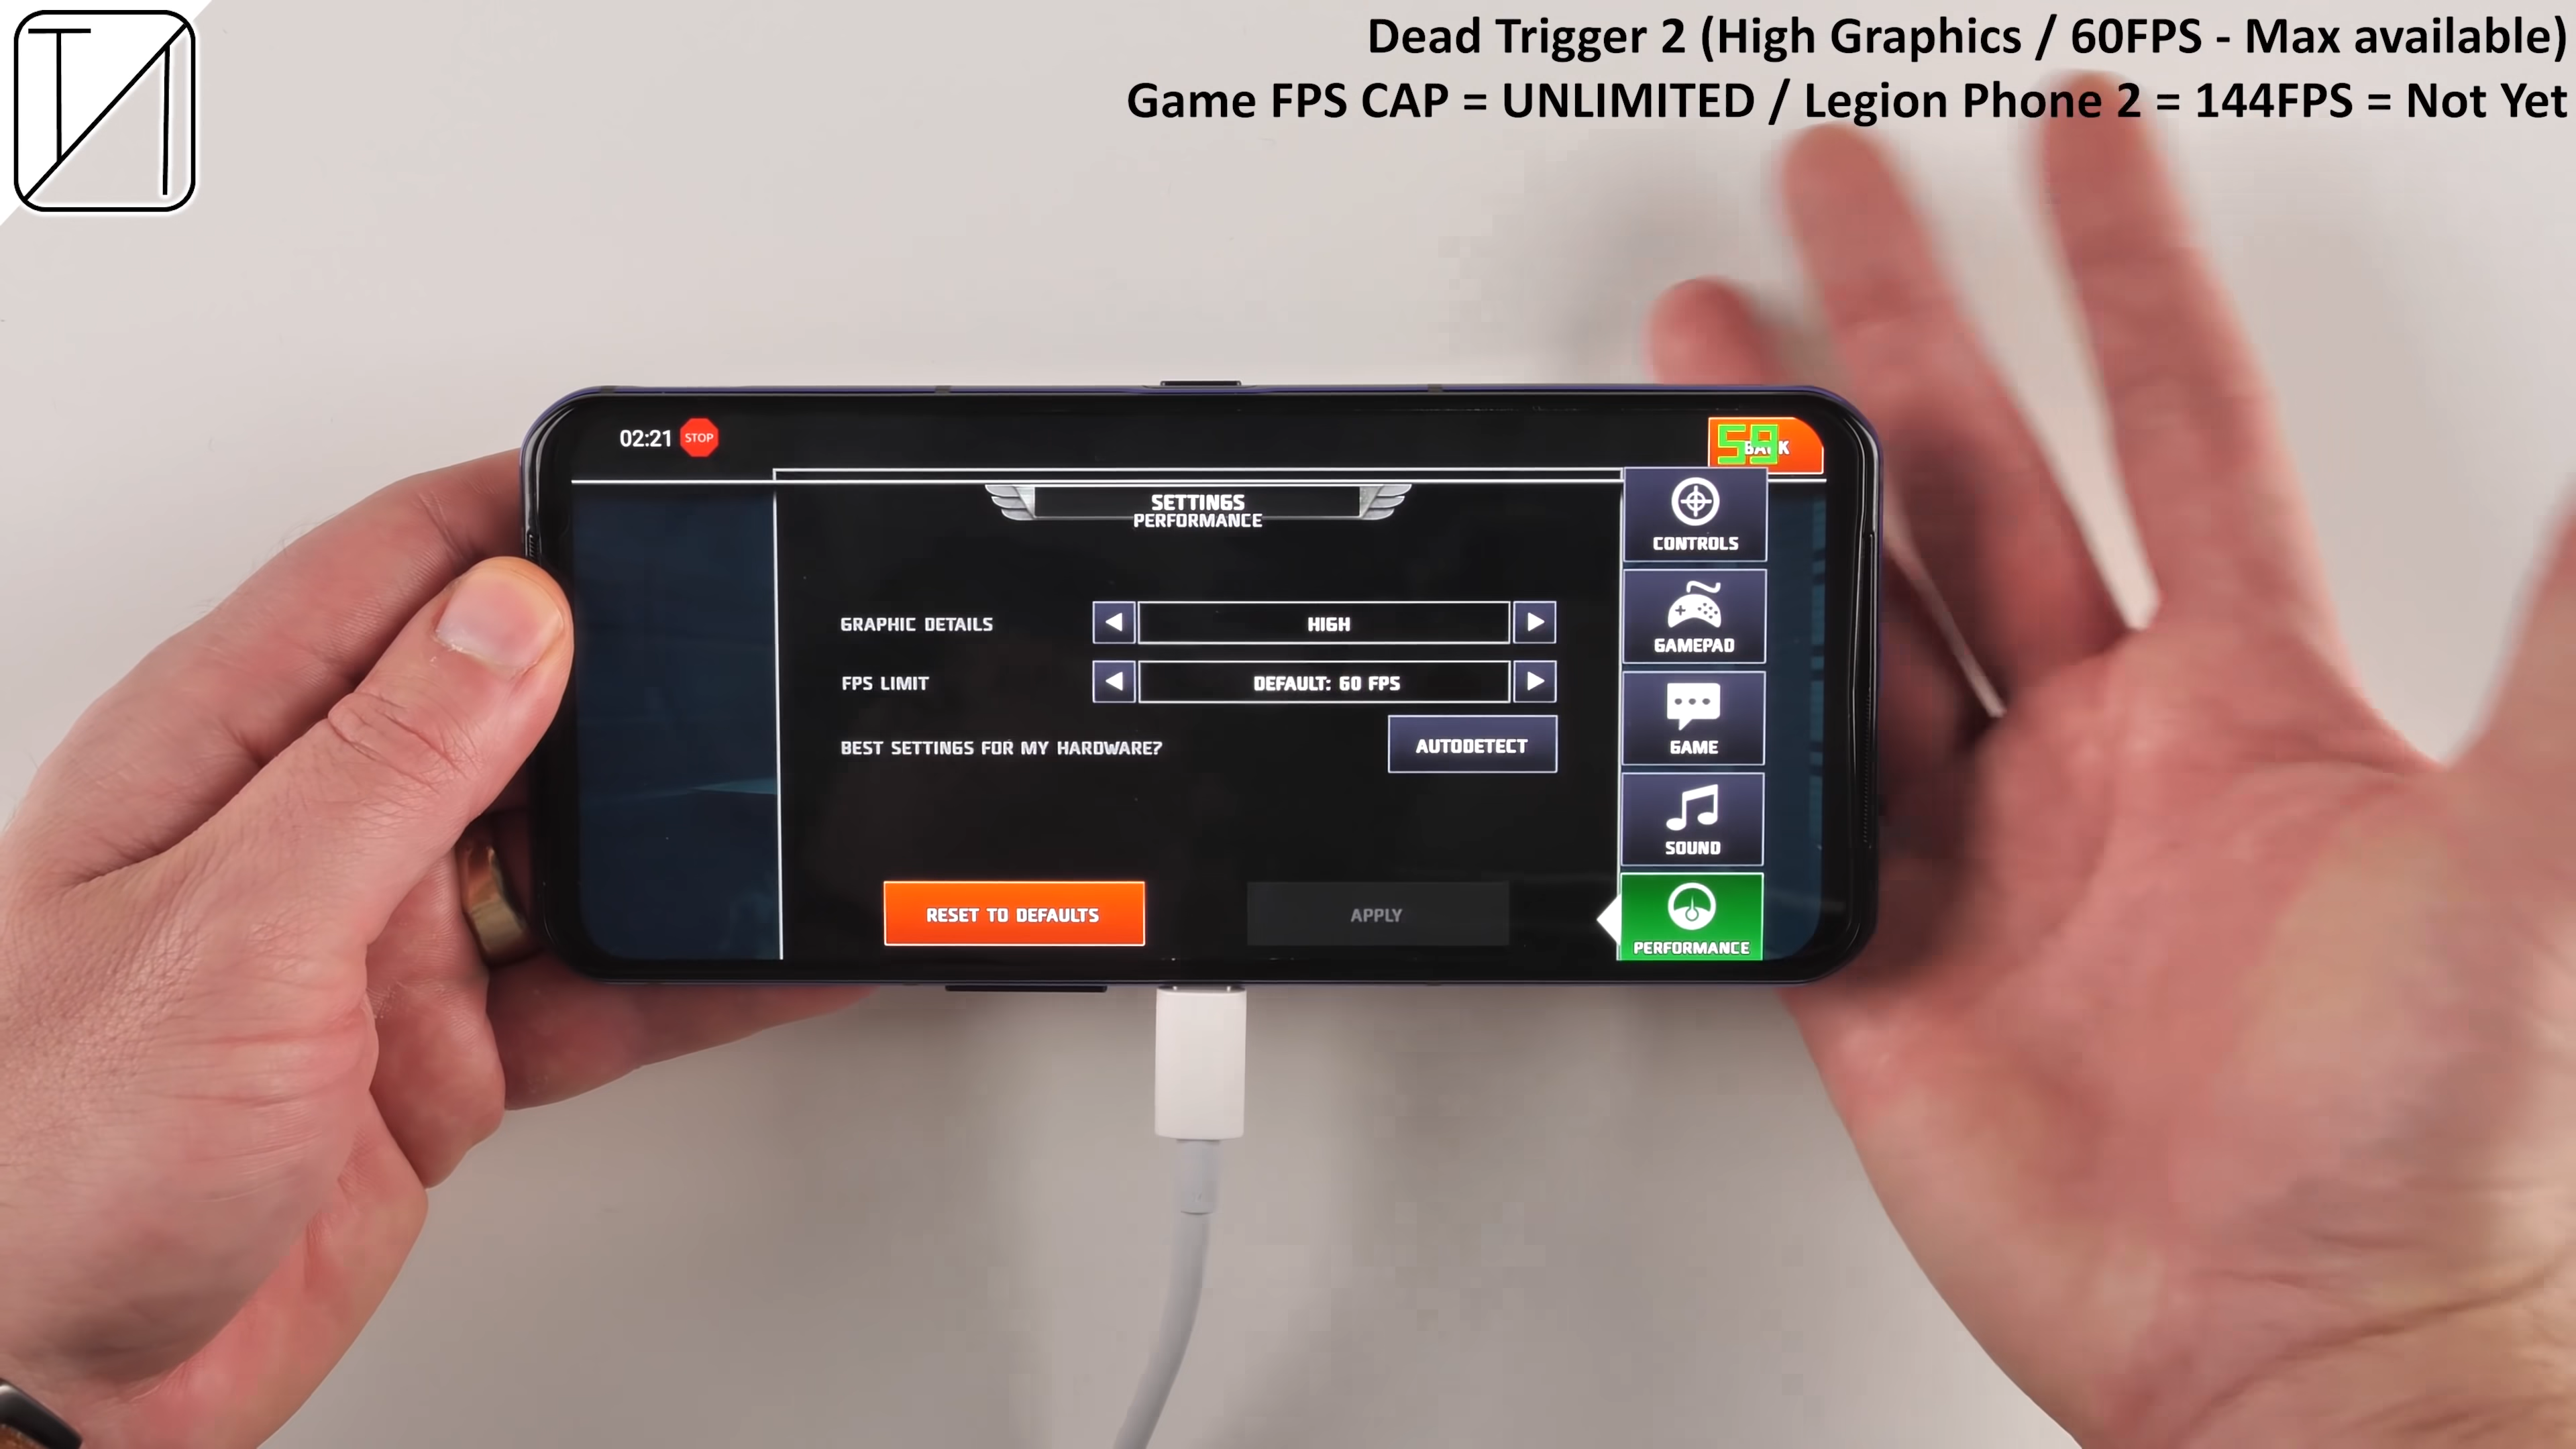 Dead Trigger 2 (High Graphics / 60FPS - Max available)
Game FPS CAP = UNLIMITED / Legion Phone 2 = 144FPS = Not Yet
02:21 STOP
59
BACK
SETTINGS
PERFORMANCE
CONTROLS
GRAPHIC DETAILS HIGH
GAMEPAD
FPS LIMIT DEFAULT: 60 FPS
BEST SETTINGS FOR MY HARDWARE? AUTODETECT
GAME
SOUND
RESET TO DEFAULTS APPLY
PERFORMANCE